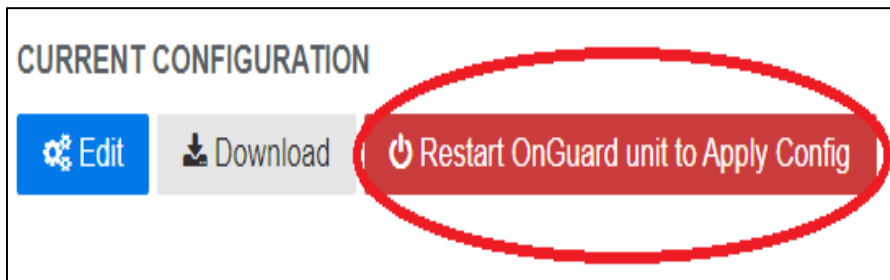 CURRENT CONFIGURATION
Edit Download Restart OnGuard unit to Apply Config